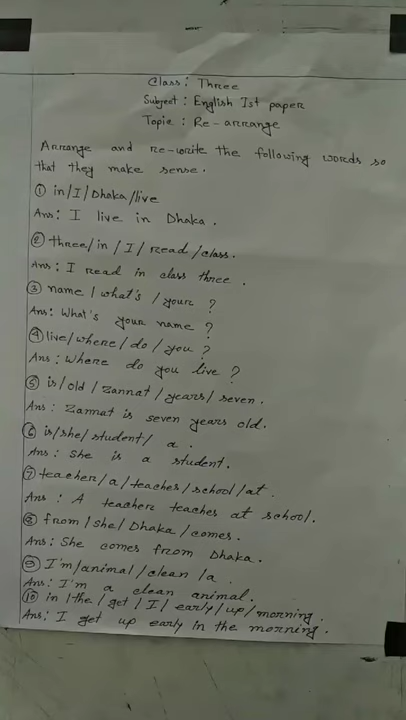 Class: Three
Subject: English Ist paper
Topic: Re-arrange
Arrange and re-write the following words so
that they make sense.
① in/I/Dhaka/live
Ans: I live in Dhaka.
② three/in/I/read/class.
Ans: I read in class three.
③ name/what's/your?
Ans: What's your name?
④ live/where/do/you?
Ans: Where do you live?
⑤ is/old/Zannat/years/seven.
Ans: Zannat is seven years old.
⑥ is/she/student/a.
Ans: She is a student.
⑦ teacher/a/teaches/school/at.
Ans: A teacher teaches at school.
⑧ from/she/Dhaka/comes.
Ans: She comes from Dhaka.
⑨ I'm/animal/clean/a.
Ans: I'm a clean animal.
⑩ in/the/get/I/early/up/morning.
Ans: I get up early in the morning.